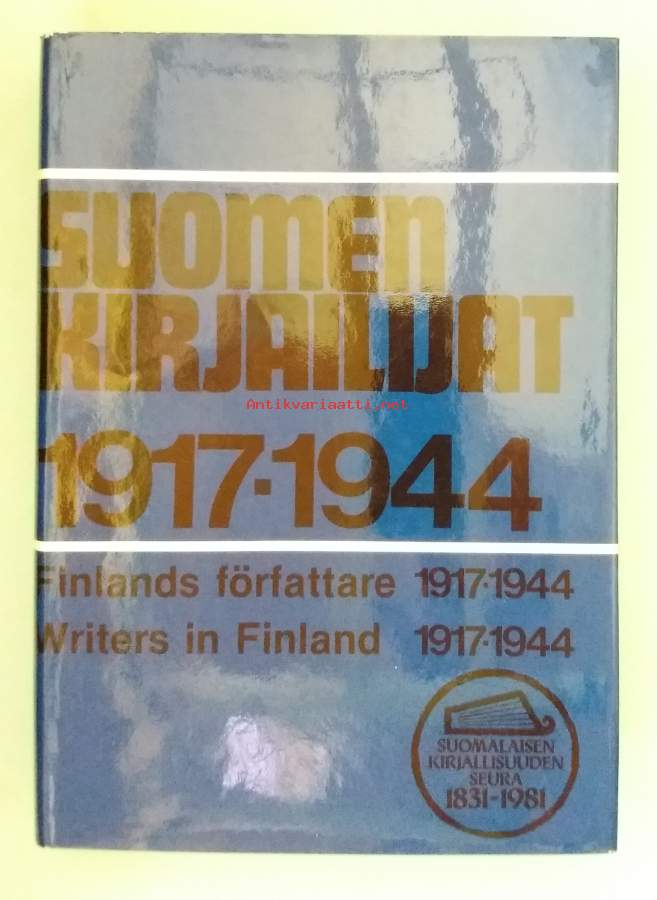 SUOMEN
KIRJAILIJAT
Antikvariaatti.net
1917-1944
Finlands författare 1917-1944
Writers in Finland 1917-1944
SUOMALAISEN
KIRJALLISUUDEN
SEURA
1831-1981